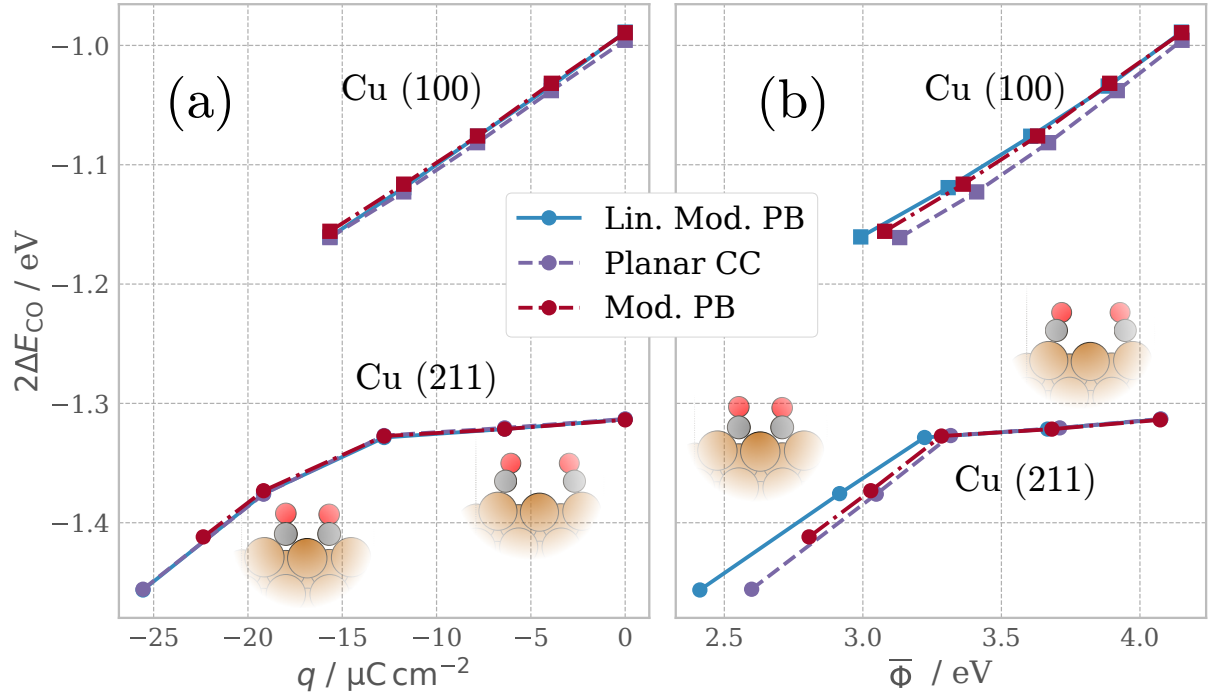 (a)
Cu (100)
Cu (211)
(b)
Cu (100)
Cu (211)
Lin. Mod. PB
Planar CC
Mod. PB
2ΔE_CO / eV
−1.0
−1.1
−1.2
−1.3
−1.4
−25 −20 −15 −10 −5 0
q / μC cm⁻²
2.5 3.0 3.5 4.0
Φ̅ / eV